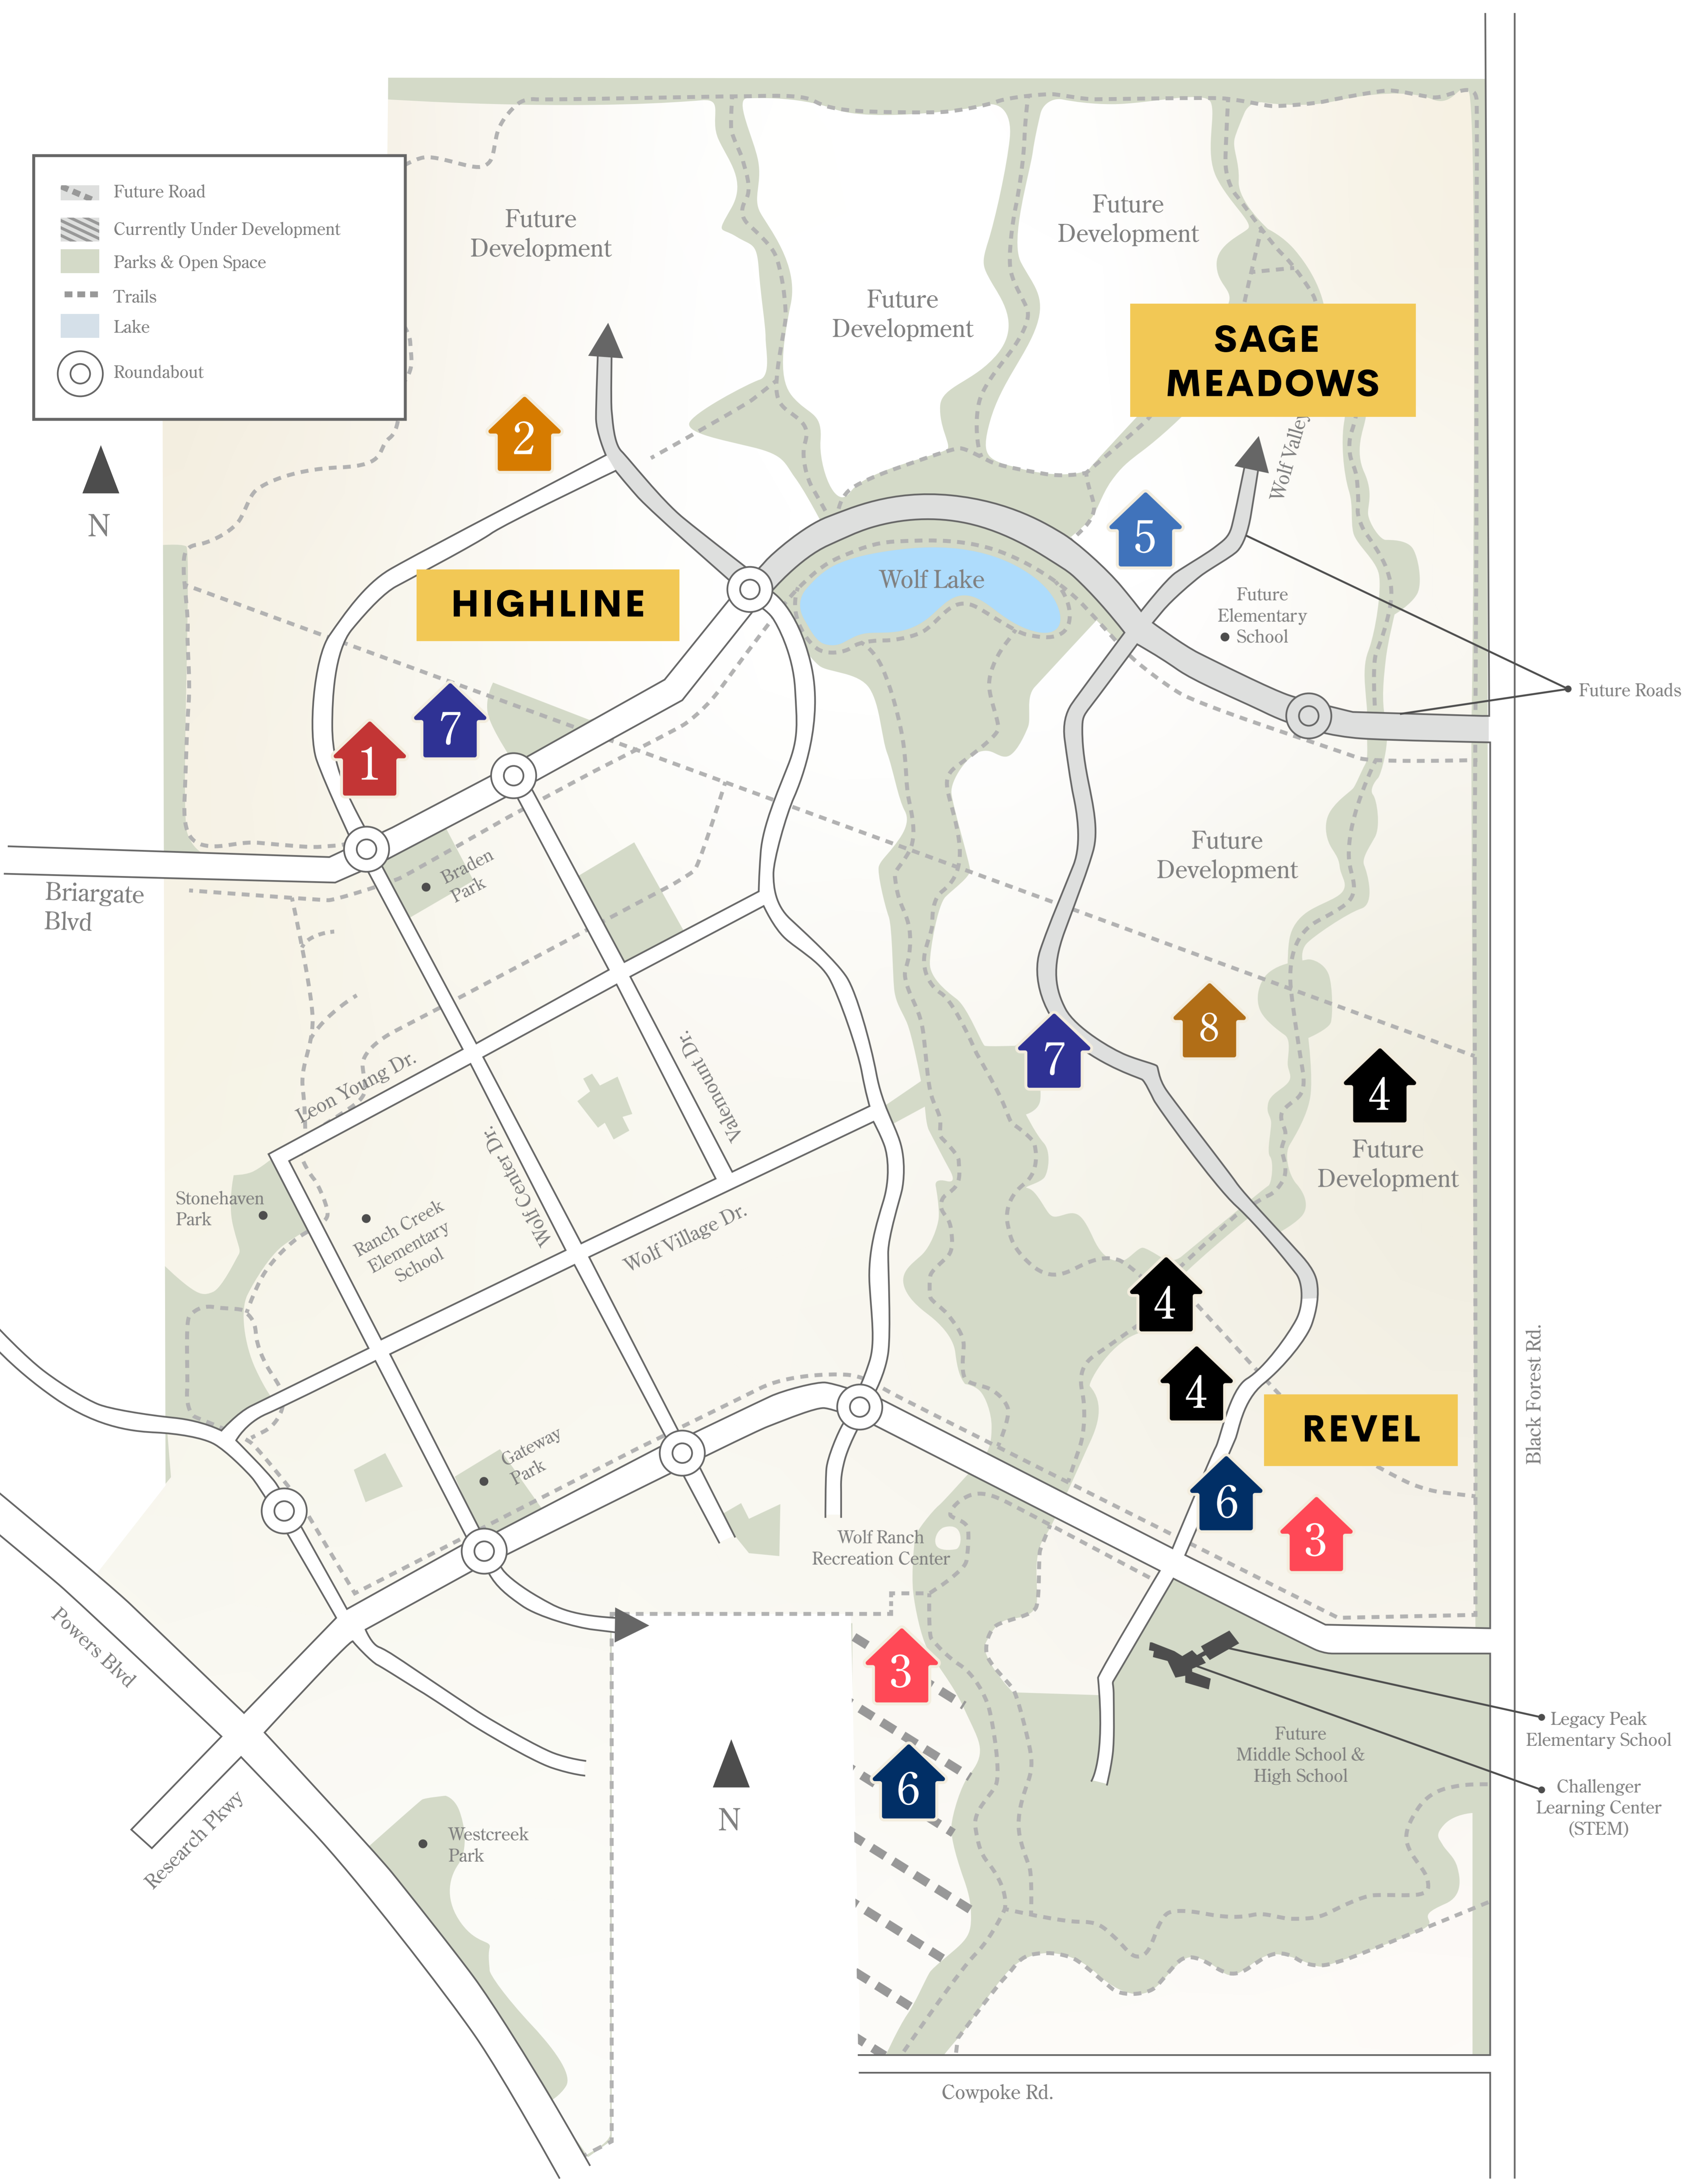 Future Road
Currently Under Development
Parks & Open Space
Trails
Lake
Roundabout
N
Future
Development
Future
Development
Future
Development
SAGE
MEADOWS
Wolf Valley
2
5
HIGHLINE
Wolf Lake
Future
Elementary
School
Future Roads
7
1
Braden
Park
Briargate
Blvd
Future
Development
8
7
4
Future
Development
Leon Young Dr.
Valemount Dr.
Wolf Center Dr.
Stonehaven
Park
Ranch Creek
Elementary
School
Wolf Village Dr.
4
4
REVEL
Black Forest Rd.
Gateway
Park
6
3
Wolf Ranch
Recreation Center
Powers Blvd
3
6
N
Future
Middle School &
High School
Legacy Peak
Elementary School
Challenger
Learning Center
(STEM)
Research Pkwy
Westcreek
Park
Cowpoke Rd.